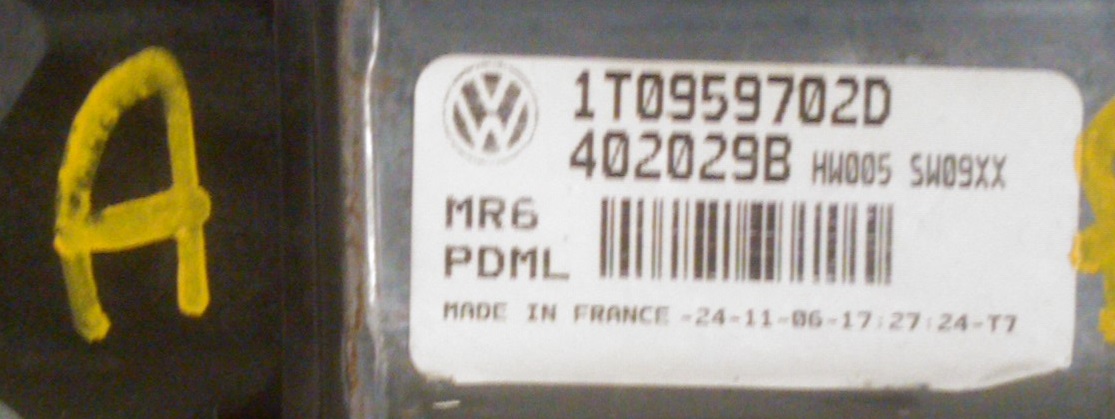 A
1T0959702D
402029B HW005 SW09XX
MR6
PDML
MADE IN FRANCE -24-11-06-17:27:24-T7